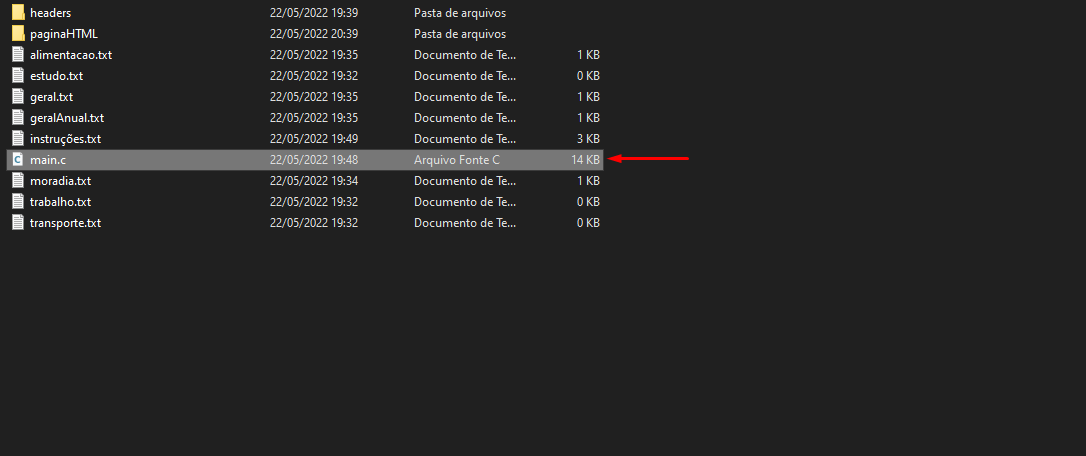 headers 22/05/2022 19:39 Pasta de arquivos
paginaHTML 22/05/2022 20:39 Pasta de arquivos
alimentacao.txt 22/05/2022 19:35 Documento de Te... 1 KB
estudo.txt 22/05/2022 19:32 Documento de Te... 0 KB
geral.txt 22/05/2022 19:35 Documento de Te... 1 KB
geralAnual.txt 22/05/2022 19:35 Documento de Te... 1 KB
instruções.txt 22/05/2022 19:49 Documento de Te... 3 KB
C main.c 22/05/2022 19:48 Arquivo Fonte C 14 KB
moradia.txt 22/05/2022 19:34 Documento de Te... 1 KB
trabalho.txt 22/05/2022 19:32 Documento de Te... 0 KB
transporte.txt 22/05/2022 19:32 Documento de Te... 0 KB